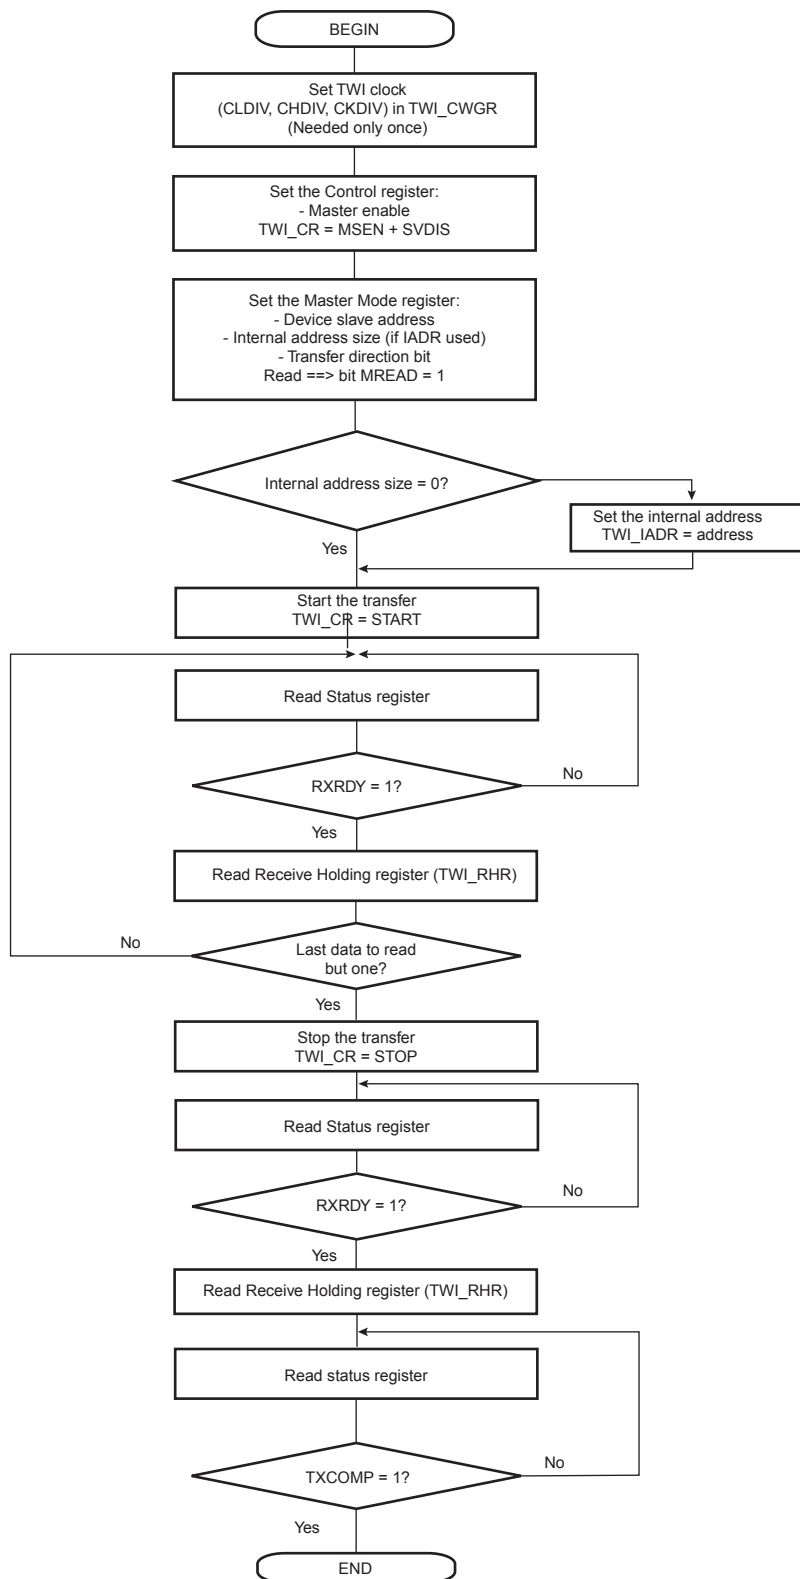 BEGIN
Set TWI clock
(CLDIV, CHDIV, CKDIV) in TWI_CWGR
(Needed only once)
Set the Control register:
- Master enable
TWI_CR = MSEN + SVDIS
Set the Master Mode register:
- Device slave address
- Internal address size (if IADR used)
- Transfer direction bit
Read ==> bit MREAD = 1
Internal address size = 0?
Set the internal address
TWI_IADR = address
Yes
Start the transfer
TWI_CR = START
Read Status register
RXRDY = 1?
No
Yes
Read Receive Holding register (TWI_RHR)
No
Last data to read
but one?
Yes
Stop the transfer
TWI_CR = STOP
Read Status register
RXRDY = 1?
No
Yes
Read Receive Holding register (TWI_RHR)
Read status register
TXCOMP = 1?
No
Yes
END